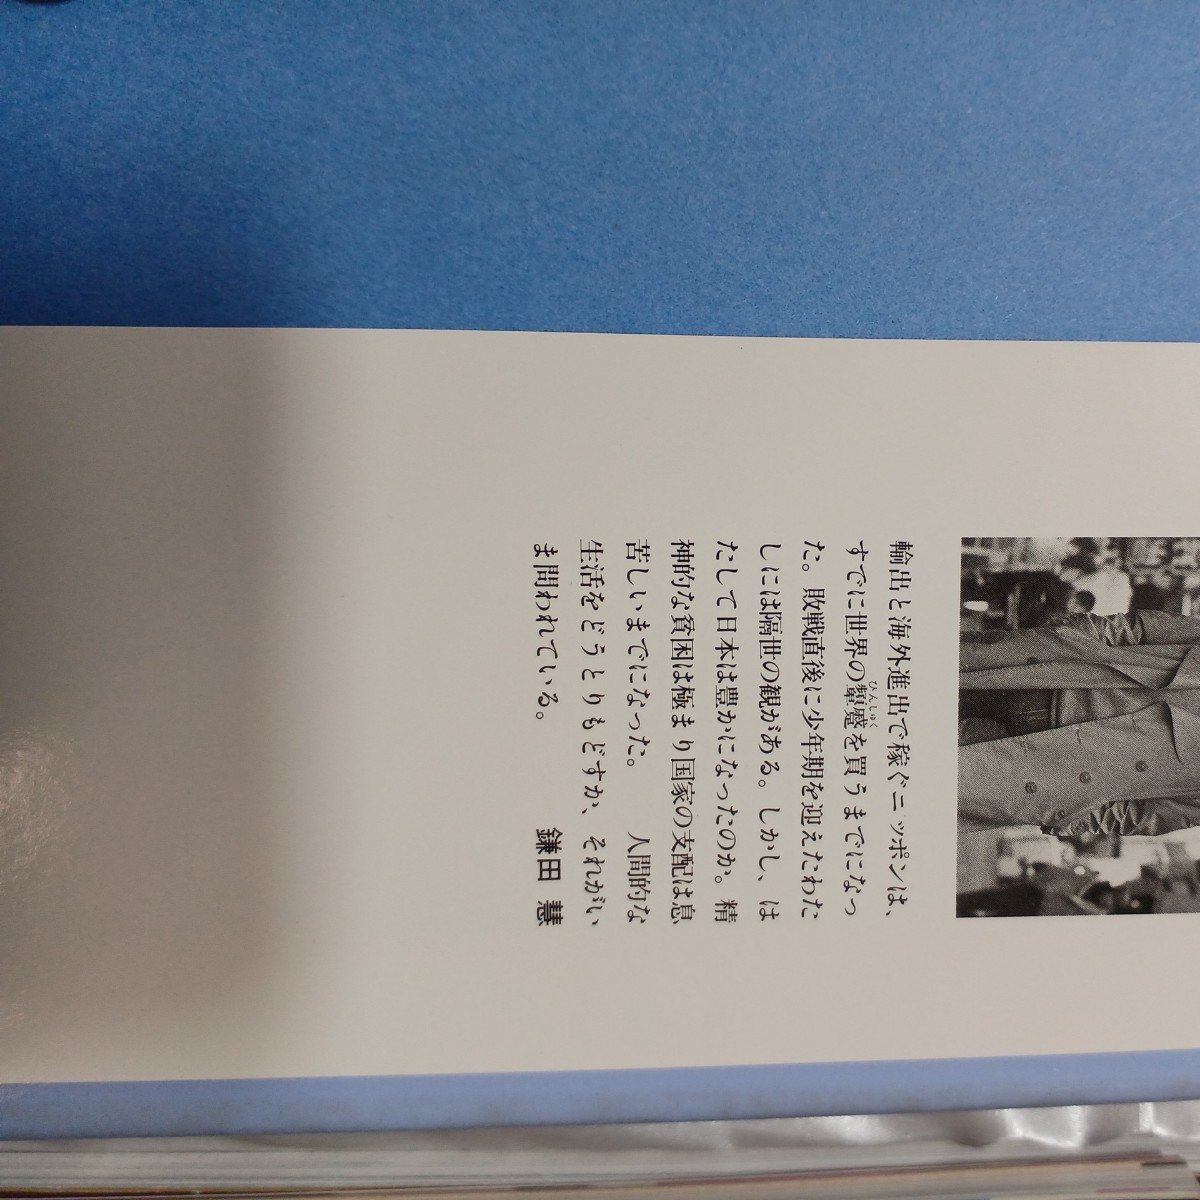 輸出と海外進出で稼ぐニッポンは、
すでに世界の顰蹙を買うまでになっ
ひんしゅく
た。敗戦直後に少年期を迎えたわた
しには隔世の観がある。しかし、は
たして日本は豊かになったのか。精
神的な貧困は極まり国家の支配は息
苦しいまでになった。 人間的な
生活をどうとりもどすか、それがい
ま問われている。 鎌田 慧